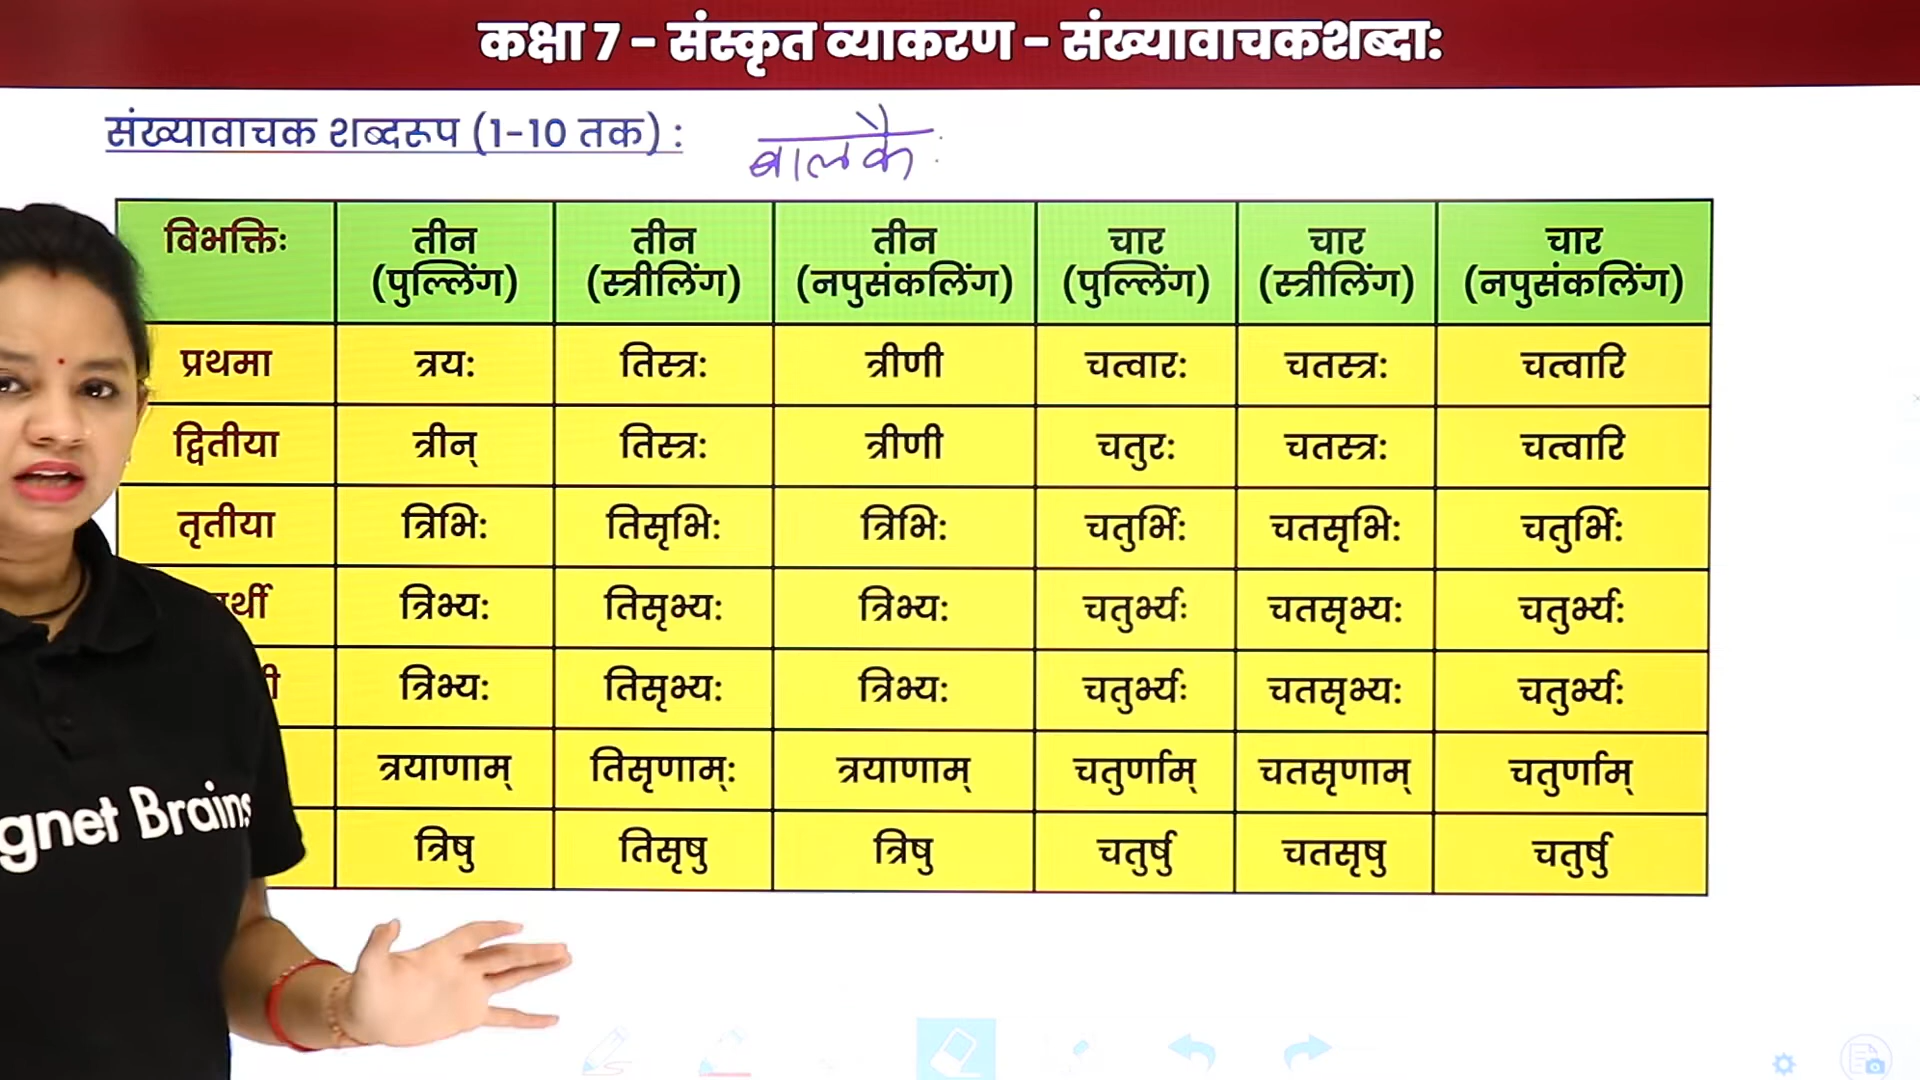 कक्षा 7 - संस्कृत व्याकरण - संख्यावाचकशब्दा:
संख्यावाचक शब्दरूप (1-10 तक) : बालकै:
विभक्तिः तीन (पुल्लिंग) तीन (स्त्रीलिंग) तीन (नपुसंकलिंग) चार (पुल्लिंग) चार (स्त्रीलिंग) चार (नपुसंकलिंग)
प्रथमा त्रय: तिस्त्र: त्रीणी चत्वार: चतस्त्र: चत्वारि
द्वितीया त्रीन् तिस्त्र: त्रीणी चतुर: चतस्त्र: चत्वारि
तृतीया त्रिभि: तिसृभि: त्रिभि: चतुर्भि: चतसृभि: चतुर्भि:
त्रिभ्य: तिसृभ्य: त्रिभ्य: चतुर्भ्यः चतसृभ्य: चतुर्भ्य:
त्रिभ्य: तिसृभ्य: त्रिभ्य: चतुर्भ्यः चतसृभ्य: चतुर्भ्य:
त्रयाणाम् तिसृणाम्: त्रयाणाम् चतुर्णाम् चतसृणाम् चतुर्णाम्
त्रिषु तिसृषु त्रिषु चतुर्षु चतसृषु चतुर्षु
gnet Brains